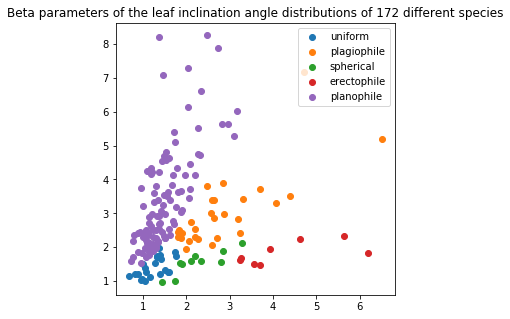 Beta parameters of the leaf inclination angle distributions of 172 different species
uniform
plagiophile
spherical
erectophile
planophile
8
7
6
5
4
3
2
1
1 2 3 4 5 6